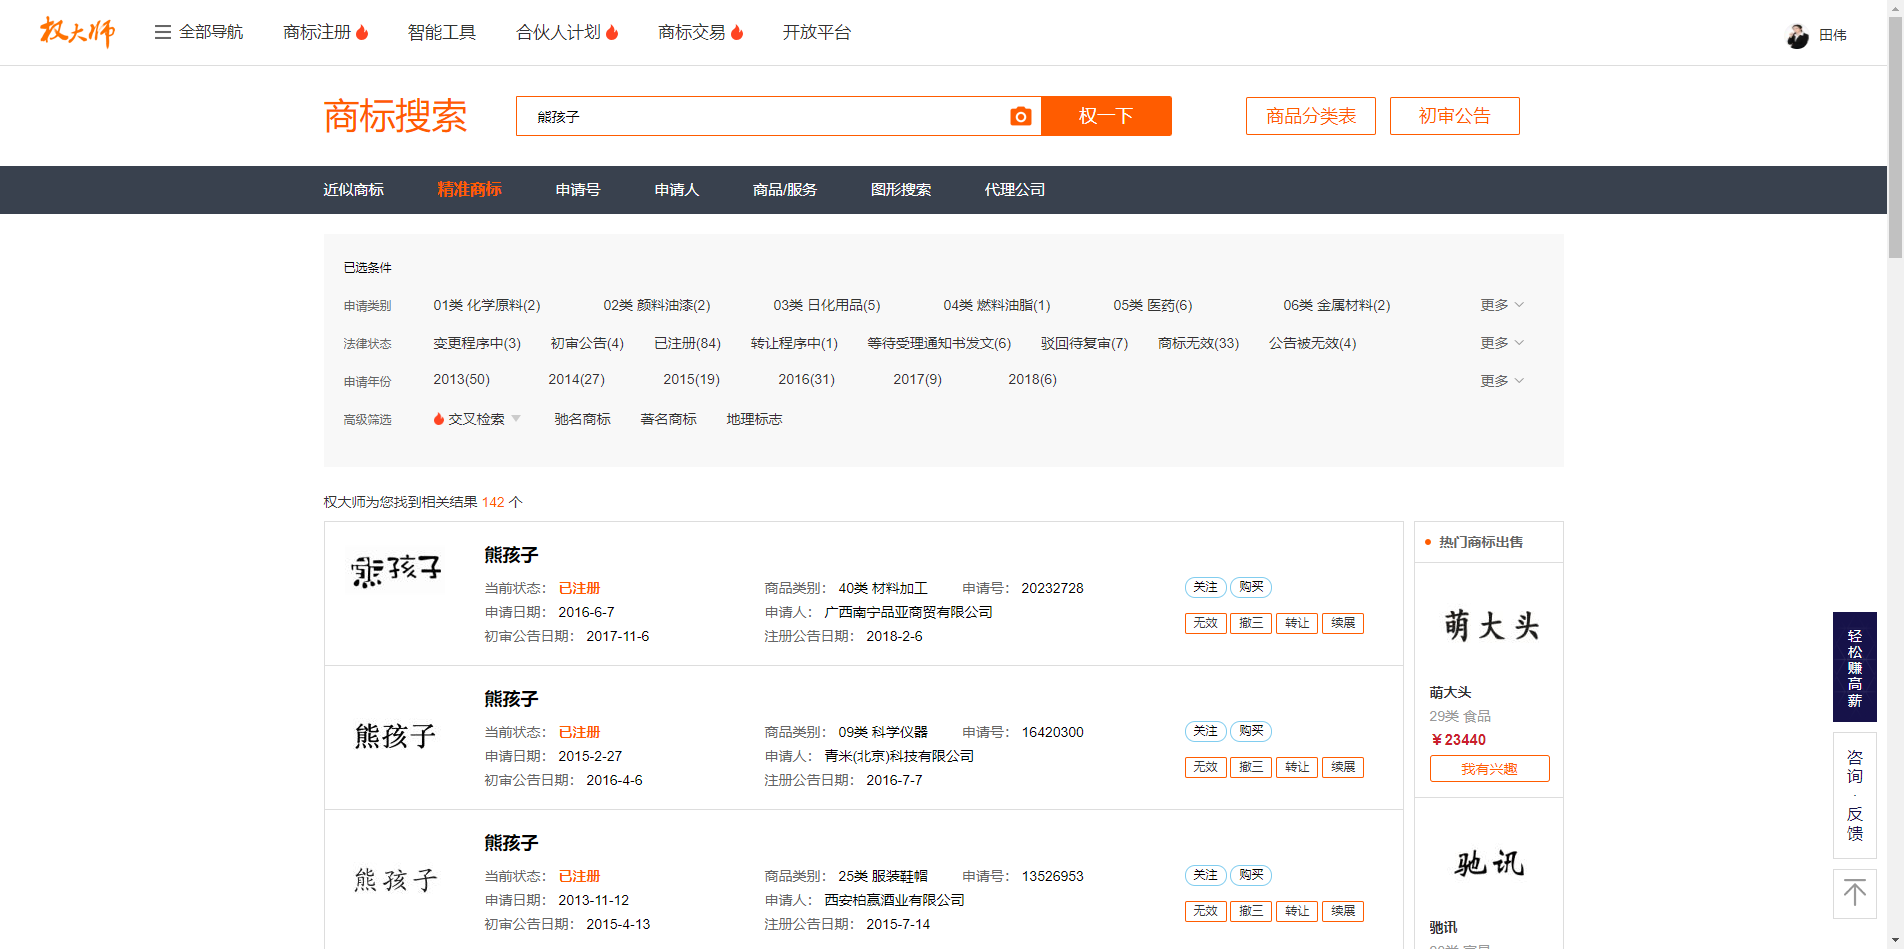 权大师
全部导航 商标注册 智能工具 合伙人计划 商标交易 开放平台 田伟
商标搜索 熊孩子 权一下 商品分类表 初审公告
近似商标 精准商标 申请号 申请人 商品/服务 图形搜索 代理公司
已选条件
申请类别 01类 化学原料(2) 02类 颜料油漆(2) 03类 日化用品(5) 04类 燃料油脂(1) 05类 医药(6) 06类 金属材料(2) 更多
法律状态 变更程序中(3) 初审公告(4) 已注册(84) 转让程序中(1) 等待受理通知书发文(6) 驳回待复审(7) 商标无效(33) 公告被无效(4) 更多
申请年份 2013(50) 2014(27) 2015(19) 2016(31) 2017(9) 2018(6) 更多
高级筛选 交叉检索 驰名商标 著名商标 地理标志
权大师为您找到相关结果 142 个
熊孩子
熊孩子
当前状态： 已注册 商品类别： 40类 材料加工 申请号： 20232728 关注 购买
申请日期： 2016-6-7 申请人： 广西南宁品亚商贸有限公司
初审公告日期： 2017-11-6 注册公告日期： 2018-2-6 无效 撤三 转让 续展
熊孩子
熊孩子
当前状态： 已注册 商品类别： 09类 科学仪器 申请号： 16420300 关注 购买
申请日期： 2015-2-27 申请人： 青米(北京)科技有限公司
初审公告日期： 2016-4-6 注册公告日期： 2016-7-7 无效 撤三 转让 续展
熊孩子
熊孩子
当前状态： 已注册 商品类别： 25类 服装鞋帽 申请号： 13526953 关注 购买
申请日期： 2013-11-12 申请人： 西安柏赢酒业有限公司
初审公告日期： 2015-4-13 注册公告日期： 2015-7-14 无效 撤三 转让 续展
热门商标出售
萌大头
萌大头
29类 食品
￥23440
我有兴趣
驰讯
驰讯
轻松赚高薪
咨询·反馈